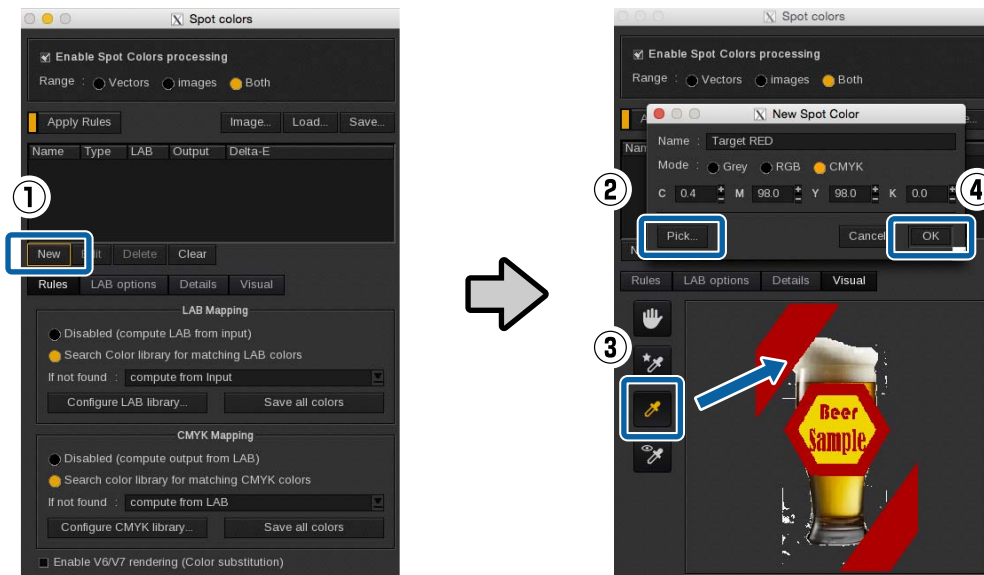 Spot colors
Enable Spot Colors processing
Range : Vectors images Both
Apply Rules Image... Load... Save...
Name Type LAB Output Delta-E
1
New Edit Delete Clear
Rules LAB options Details Visual
LAB Mapping
Disabled (compute LAB from input)
Search Color library for matching LAB colors
If not found : compute from Input
Configure LAB library... Save all colors
CMYK Mapping
Disabled (compute output from LAB)
Search color library for matching CMYK colors
If not found : compute from LAB
Configure CMYK library... Save all colors
Enable V6/V7 rendering (Color substitution)
Spot colors
Enable Spot Colors processing
Range : Vectors images Both
New Spot Color
Name : Target RED
Mode : Grey RGB CMYK
2
4
C 0.4 M 98.0 Y 98.0 K 0.0
Pick... Cancel OK
Rules LAB options Details Visual
3
Beer
Sample